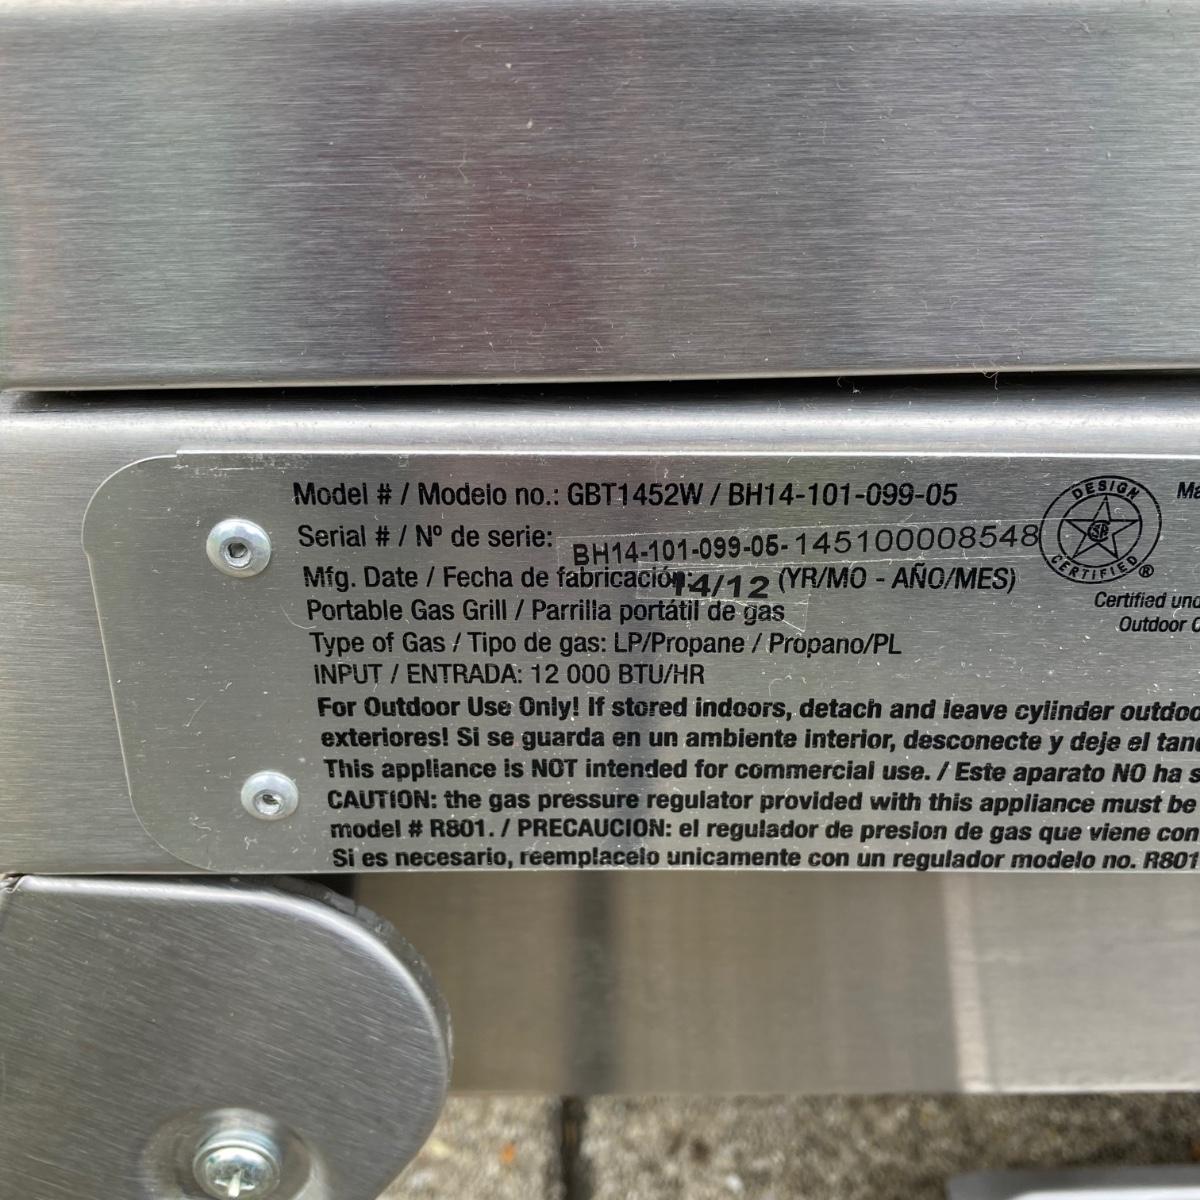 Model # / Modelo no.: GBT1452W / BH14-101-099-05
Serial # / Nº de serie: BH14-101-099-05-145100008548
Mfg. Date / Fecha de fabricación: 14/12 (YR/MO - AÑO/MES)
Portable Gas Grill / Parrilla portátil de gas
Type of Gas / Tipo de gas: LP/Propane / Propano/PL
INPUT / ENTRADA: 12 000 BTU/HR
For Outdoor Use Only! If stored indoors, detach and leave cylinder
exteriores! Si se guarda en un ambiente interior, desconecte y deje el
This appliance is NOT intended for commercial use. / Este aparato NO ha
CAUTION: the gas pressure regulator provided with this appliance must be
model # R801. / PRECAUCION: el regulador de presion de gas que viene con
Si es necesario, reemplacelo unicamente con un regulador modelo no. R801
DESIGN
CERTIFIED®
Certified
Outdoor